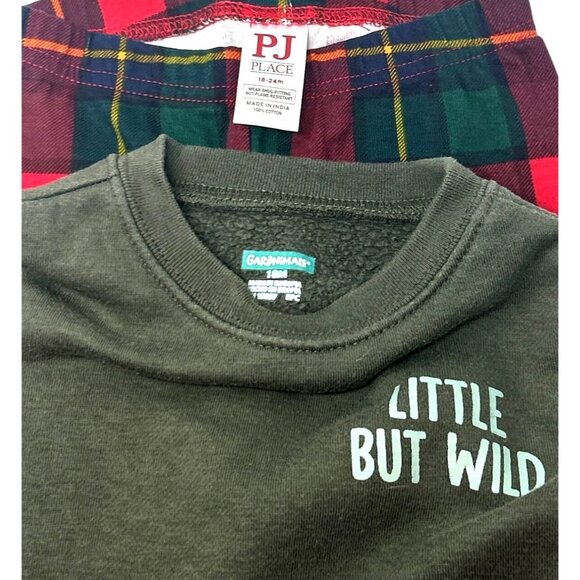 PJ
PLACE
18-24m
WEAR SNUG-FITTING
NOT FLAME RESISTANT
MADE IN INDIA
100% COTTON
GARANIMALS
18M
LITTLE
BUT WILD